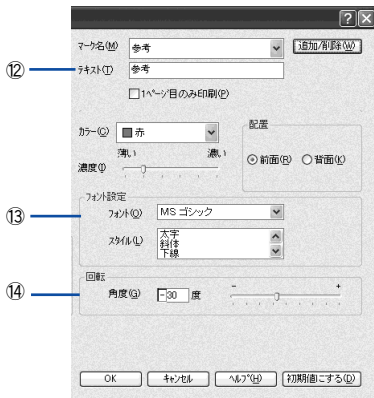 ? ×
マーク名(M) 参考 追加/削除(W)
⑫ テキスト(T) 参考
1ページ目のみ印刷(P)
カラー(C) 赤
薄い 濃い
濃度(I)
配置
前面(R) 背面(K)
フォント設定
⑬ フォント(O) MS ゴシック
スタイル(L) 太字
斜体
下線
回転
⑭ 角度(G) -30 度 - +
OK キャンセル ヘルプ(H) 初期値にする(D)